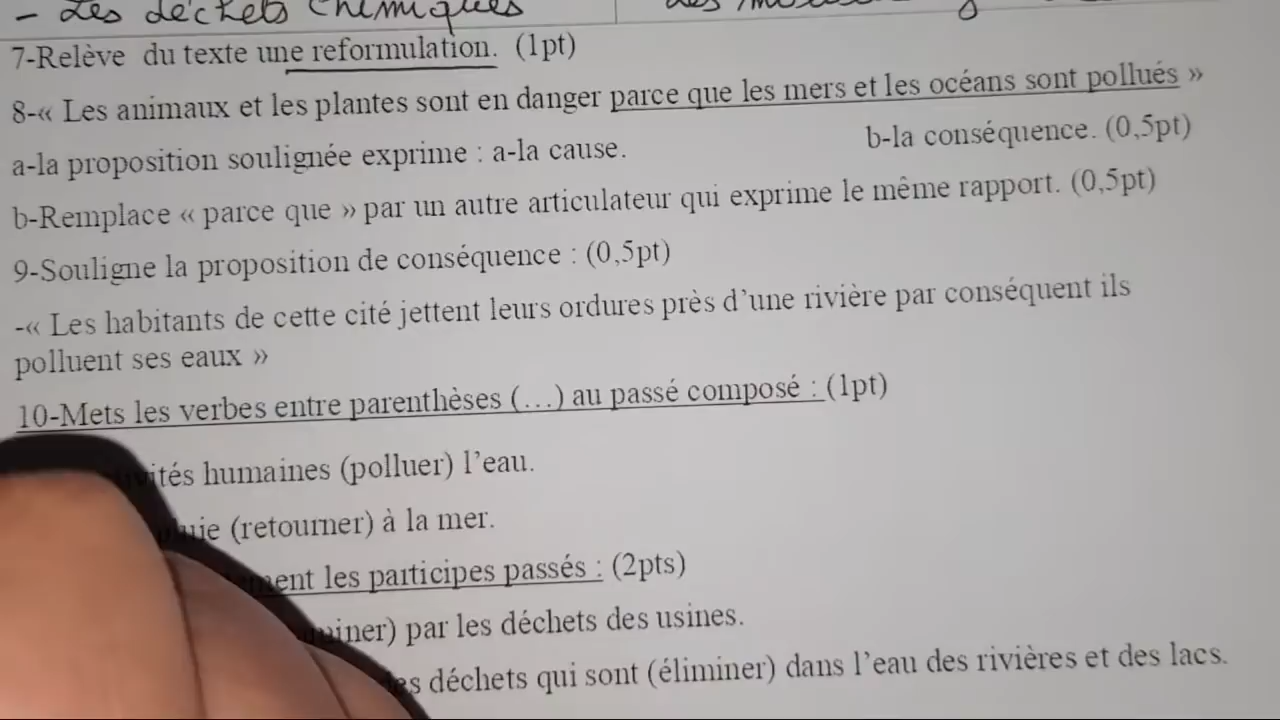 - Les déchets chimiques
7-Relève du texte une reformulation. (1pt)
8-« Les animaux et les plantes sont en danger parce que les mers et les océans sont pollués »
a-la proposition soulignée exprime : a-la cause. b-la conséquence. (0,5pt)
b-Remplace « parce que » par un autre articulateur qui exprime le même rapport. (0,5pt)
9-Souligne la proposition de conséquence : (0,5pt)
-« Les habitants de cette cité jettent leurs ordures près d'une rivière par conséquent ils
polluent ses eaux »
10-Mets les verbes entre parenthèses (…) au passé composé : (1pt)
humaines (polluer) l'eau.
(retourner) à la mer.
les participes passés : (2pts)
par les déchets des usines.
déchets qui sont (éliminer) dans l'eau des rivières et des lacs.